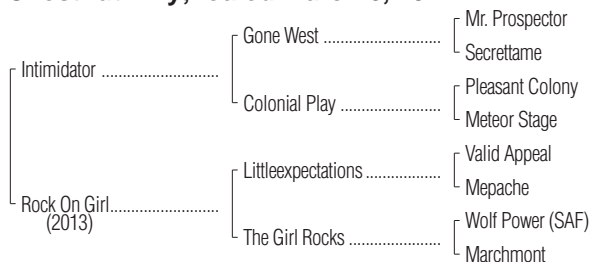 Mr. Prospector
Gone West ........................
Secrettame
Intimidator ................................
Pleasant Colony
Colonial Play ........................
Meteor Stage
Valid Appeal
Littleexpectations ..................
Mepache
Rock On Girl..............................
(2013)
Wolf Power (SAF)
The Girl Rocks ......................
Marchmont